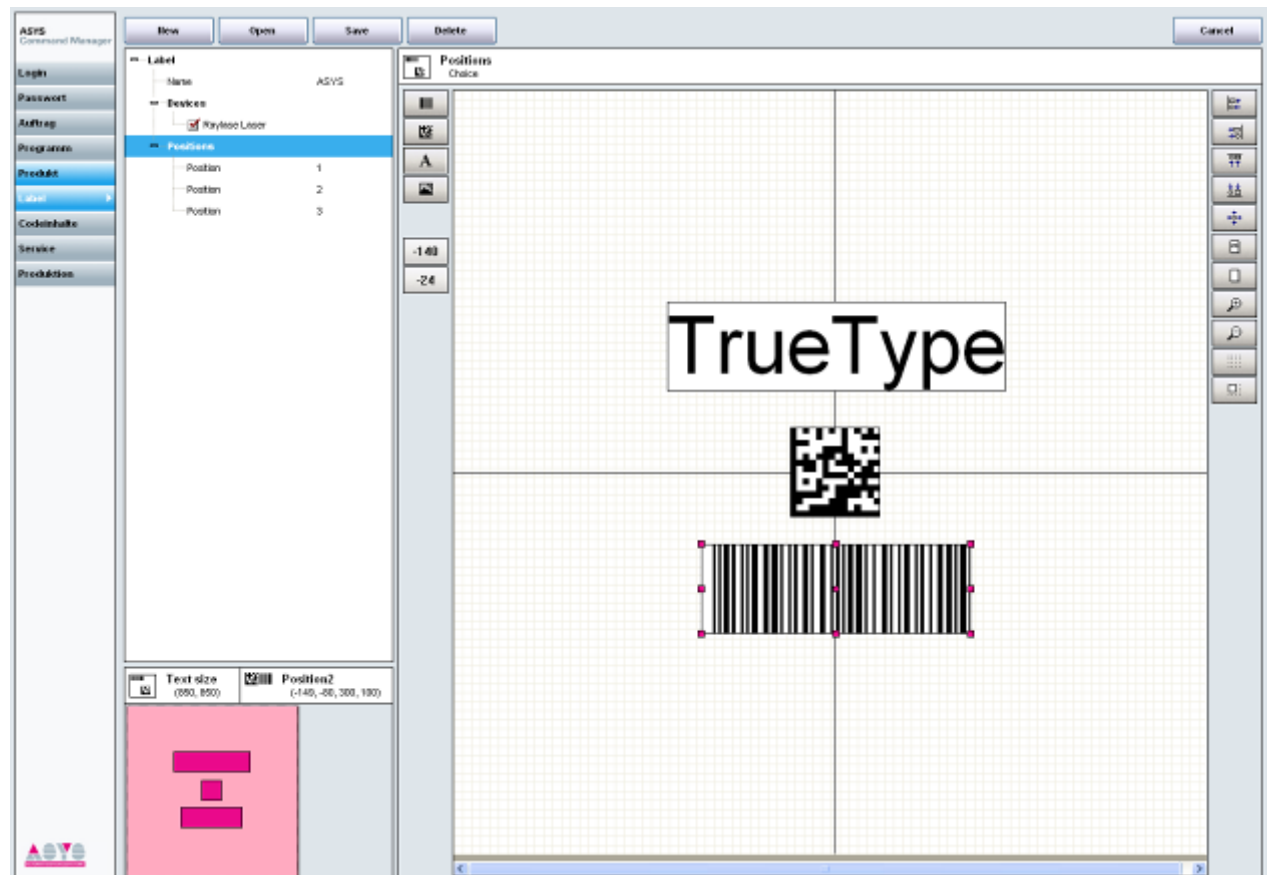 ASYS
Command Manager
New
Open
Save
Delete
Cancel
Login
Passwort
Auftrag
Programm
Produkt
Label
Codeinhalte
Service
Produktion
Label
Name ASYS
Devices
Raylase Laser
Positions
Position 1
Position 2
Position 3
Positions
Choice
A
-140
-24
TrueType
Text size
(850, 850)
Position2
(-149, -80, 300, 100)
ASYS